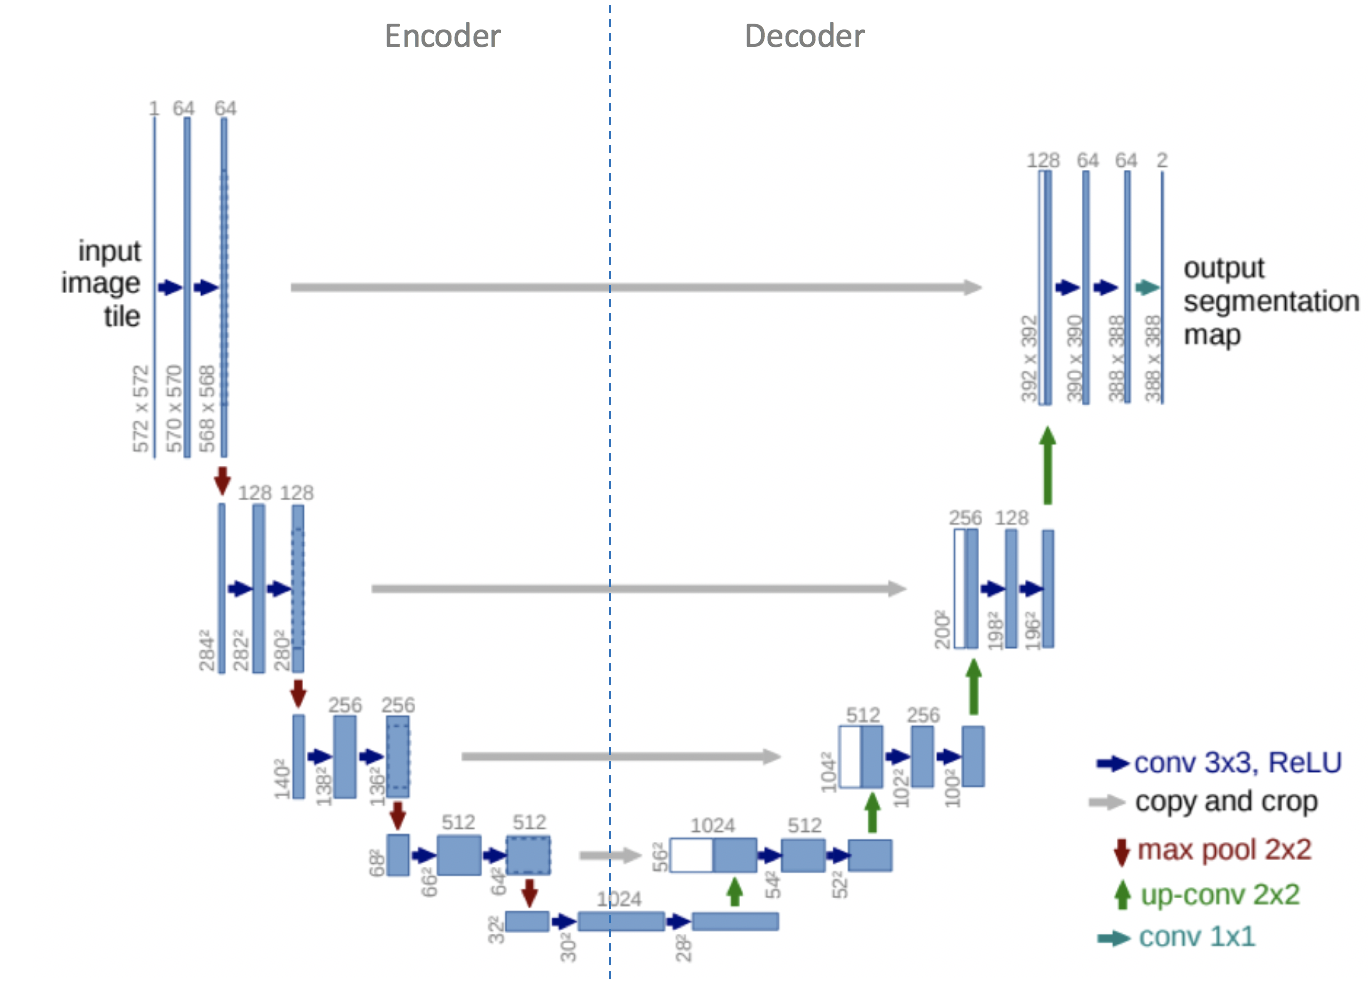 Encoder
Decoder
1 64 64
input
image
tile
572 x 572
570 x 570
568 x 568
128 128
284²
282²
280²
256 256
140²
138²
136²
512 512
68²
66²
64²
1024
32²
30²
28²
1024 512
56²
54²
52²
512 256
104²
102²
100²
256 128
200²
198²
196²
128 64 64 2
392 x 392
390 x 390
388 x 388
388 x 388
output
segmentation
map
conv 3x3, ReLU
copy and crop
max pool 2x2
up-conv 2x2
conv 1x1